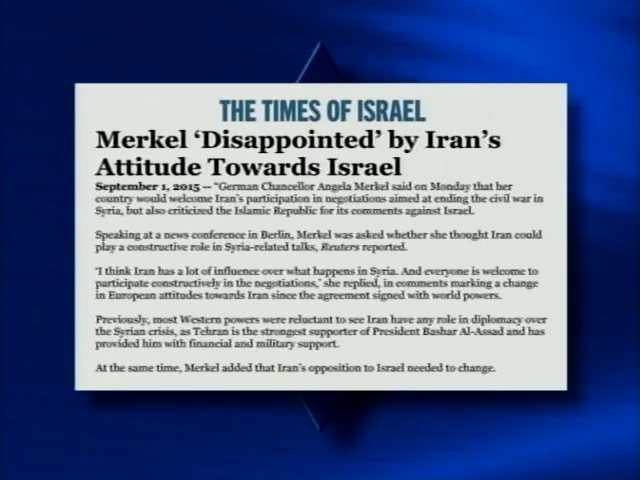 THE TIMES OF ISRAEL
Merkel ‘Disappointed’ by Iran’s
Attitude Towards Israel
September 1, 2015 — “German Chancellor Angela Merkel said on Monday that her
country would welcome Iran’s participation in negotiations aimed at ending the civil war in
Syria, but also criticized the Islamic Republic for its comments against Israel.
Speaking at a news conference in Berlin, Merkel was asked whether she thought Iran could
play a constructive role in Syria-related talks, Reuters reported.
‘I think Iran has a lot of influence over what happens in Syria. And everyone is welcome to
participate constructively in the negotiations,’ she replied, in comments marking a change
in European attitudes towards Iran since the agreement signed with world powers.
Previously, most Western powers were reluctant to see Iran have any role in diplomacy over
the Syrian crisis, as Tehran is the strongest supporter of President Bashar Al-Assad and has
provided him with financial and military support.
At the same time, Merkel added that Iran’s opposition to Israel needed to change.